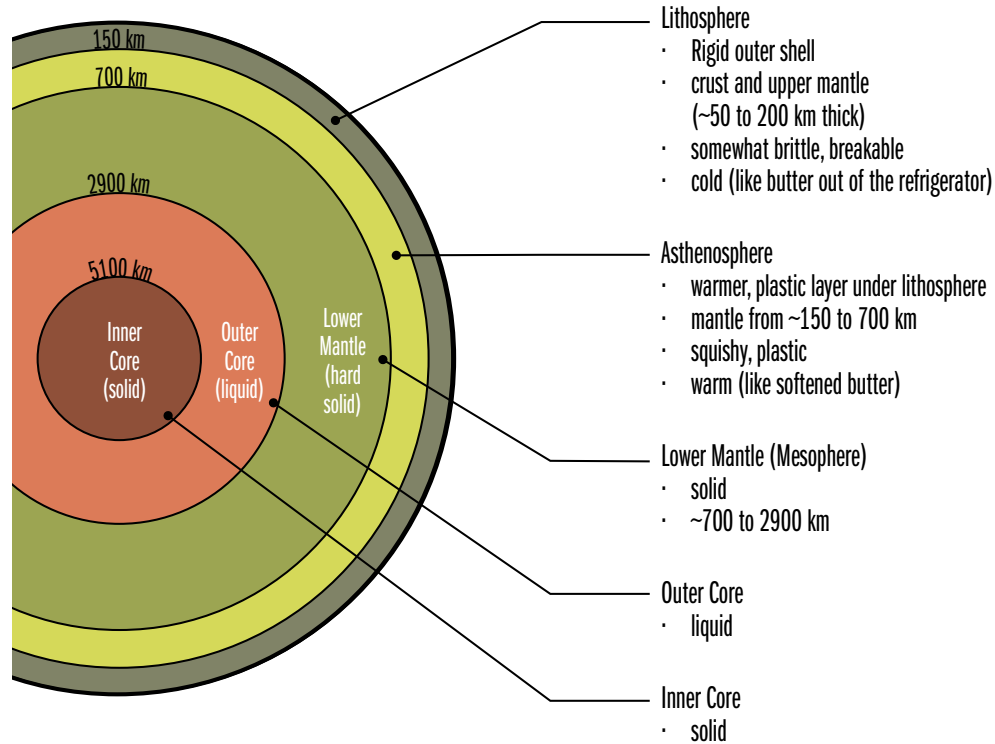 150 km
700 km
2900 km
5100 km
Inner
Core
(solid)
Outer
Core
(liquid)
Lower
Mantle
(hard
solid)
Lithosphere
· Rigid outer shell
· crust and upper mantle
(~50 to 200 km thick)
· somewhat brittle, breakable
· cold (like butter out of the refrigerator)
Asthenosphere
· warmer, plastic layer under lithosphere
· mantle from ~150 to 700 km
· squishy, plastic
· warm (like softened butter)
Lower Mantle (Mesophere)
· solid
· ~700 to 2900 km
Outer Core
· liquid
Inner Core
· solid